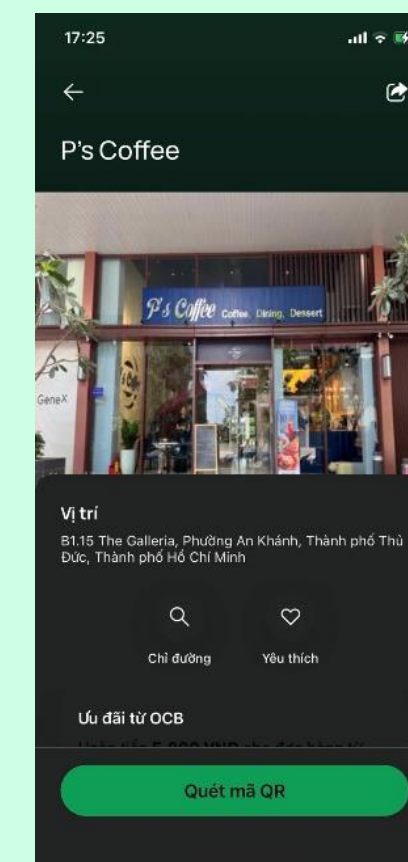 17:25
P's Coffee
P's Coffee Coffee, Dining, Dessert
GeneX
Vị trí
B1.15 The Galleria, Phường An Khánh, Thành phố Thủ
Đức, Thành phố Hồ Chí Minh
Chỉ đường Yêu thích
Ưu đãi từ OCB
Quét mã QR